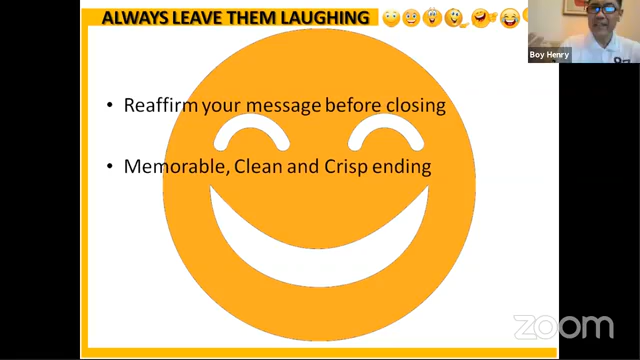 ALWAYS LEAVE THEM LAUGHING
Boy Henry
• Reaffirm your message before closing
• Memorable, Clean and Crisp ending
zoom